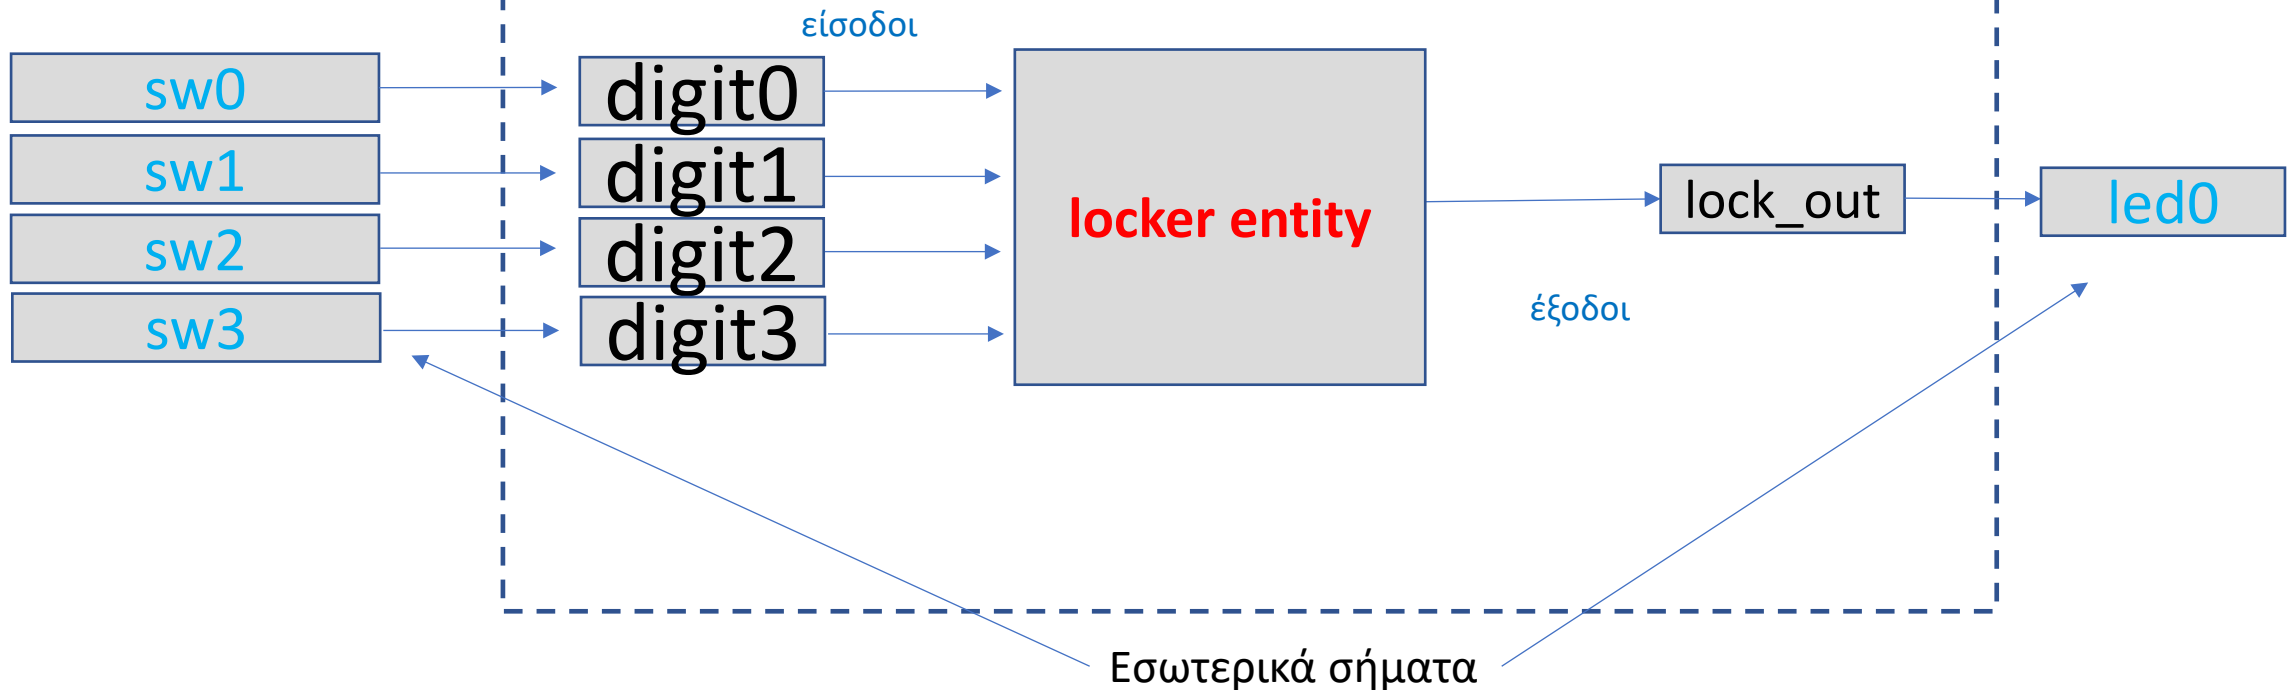 είσοδοι
sw0
digit0
sw1
digit1
sw2
digit2
sw3
digit3
locker entity
lock_out
led0
έξοδοι
Εσωτερικά σήματα